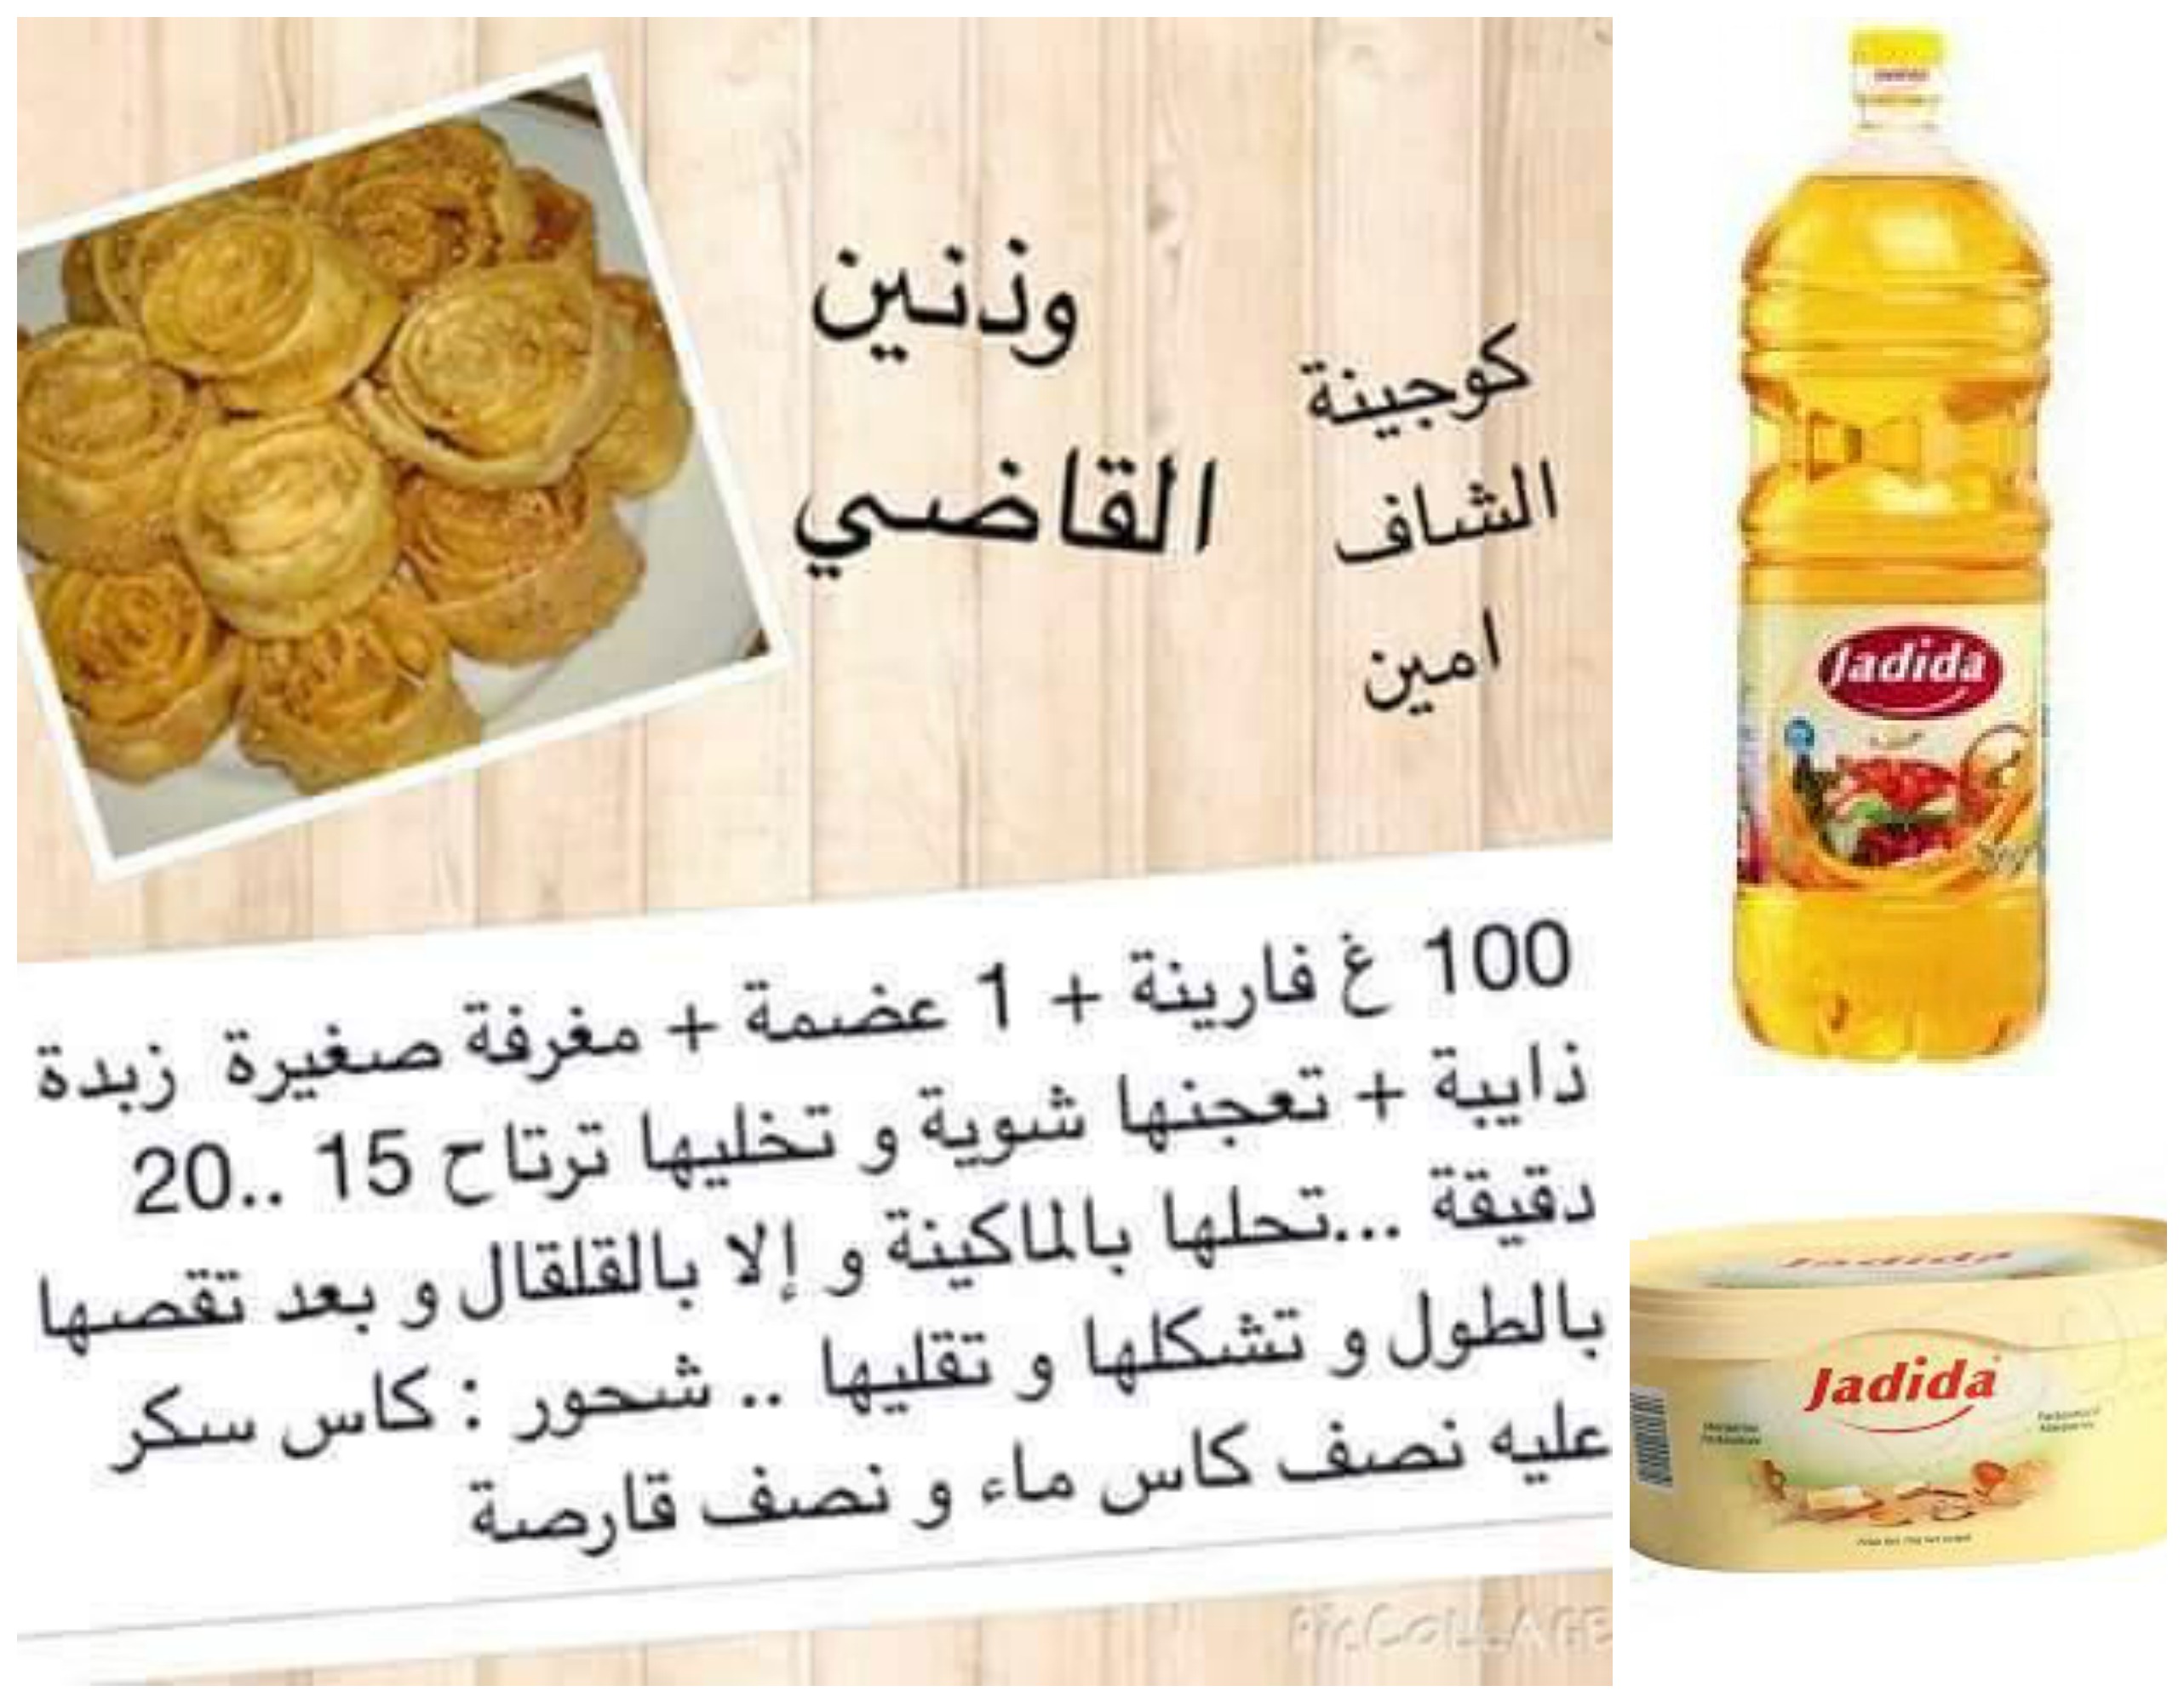 وذنين
القاضي
كوجينة
الشاف
امين
100 غ فارينة + 1 عضمة + مغرفة صغيرة زبدة
ذايبة + تعجنها شوية و تخليها ترتاح 15 ..20
دقيقة ...تحلها بالماكينة و إلا بالقلقال و بعد تقصها
بالطول و تشكلها و تقليها .. شحور : كاس سكر
عليه نصف كاس ماء و نصف قارصة
PicCOLLAGE
Jadida
Jadida
Jadida